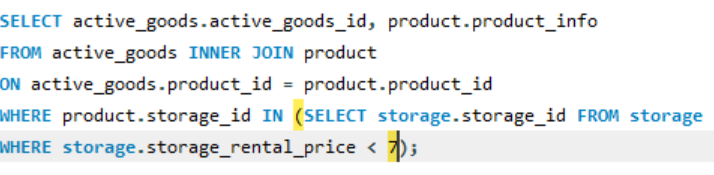 SELECT active_goods.active_goods_id, product.product_info
FROM active_goods INNER JOIN product
ON active_goods.product_id = product.product_id
WHERE product.storage_id IN (SELECT storage.storage_id FROM storage
WHERE storage.storage_rental_price < 7);